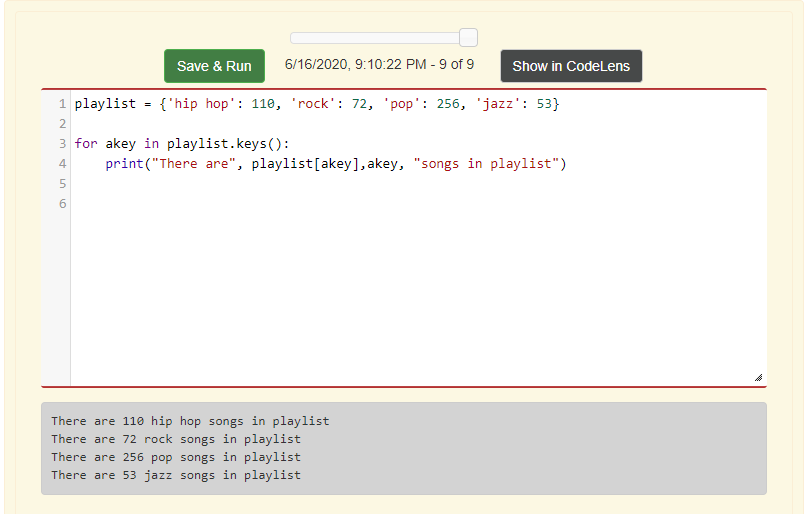 Save & Run 6/16/2020, 9:10:22 PM - 9 of 9 Show in CodeLens
1 playlist = {'hip hop': 110, 'rock': 72, 'pop': 256, 'jazz': 53}
2
3 for akey in playlist.keys():
4     print("There are", playlist[akey],akey, "songs in playlist")
5
6
There are 110 hip hop songs in playlist
There are 72 rock songs in playlist
There are 256 pop songs in playlist
There are 53 jazz songs in playlist